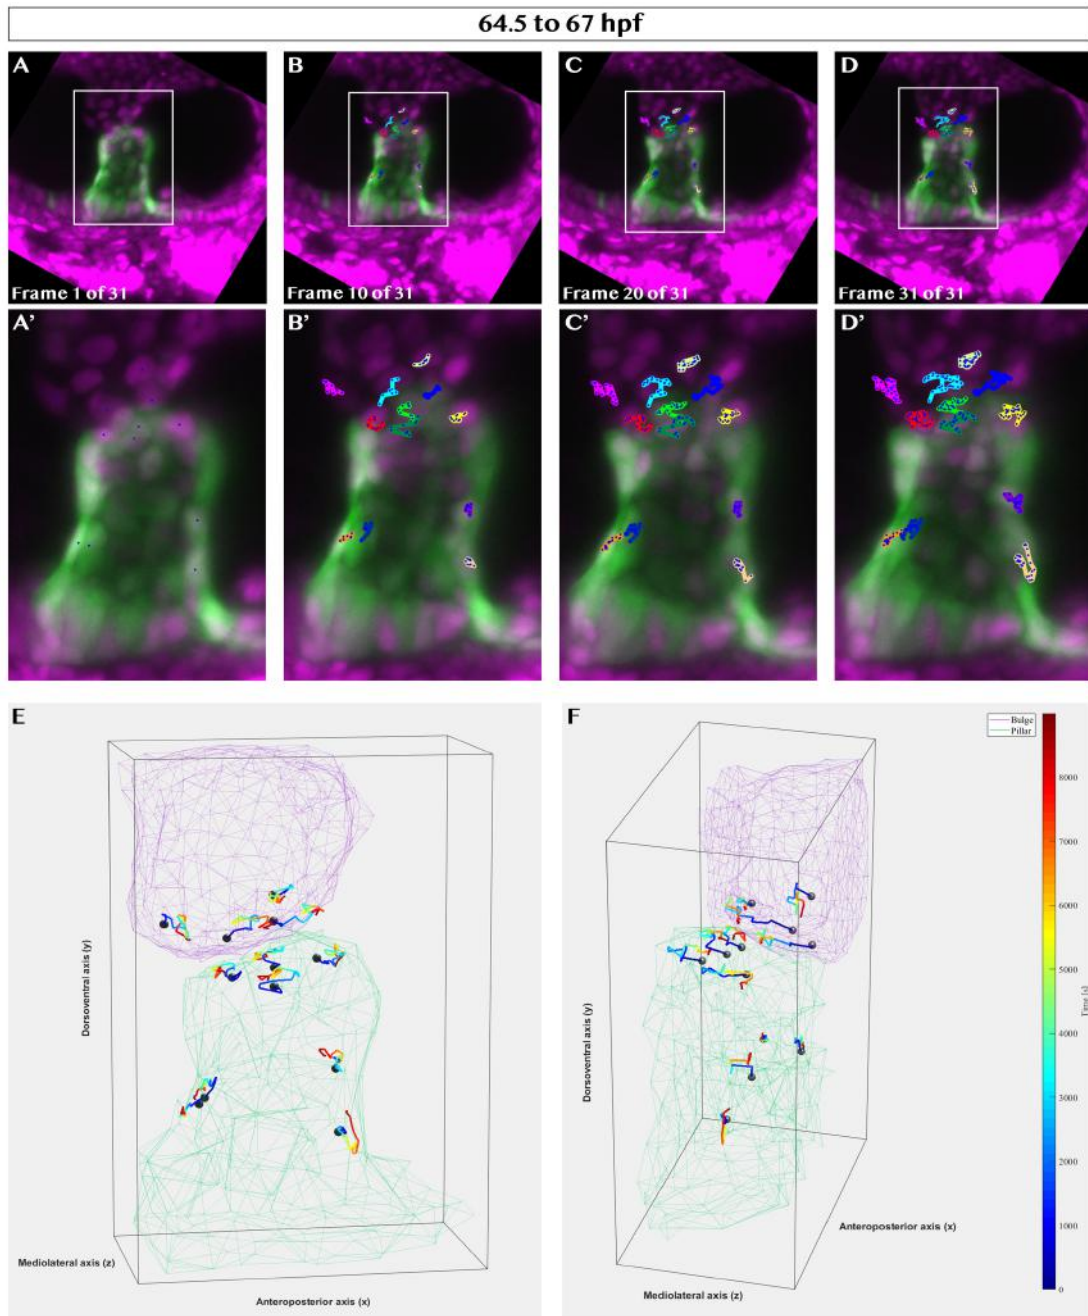 64.5 to 67 hpf
A
B
C
D
Frame 1 of 31
Frame 10 of 31
Frame 20 of 31
Frame 31 of 31
A'
B'
C'
D'
E
F
Bulge
Pillar
8000
7000
6000
5000
4000
3000
2000
1000
0
Time [s]
Dorsoventral axis (y)
Mediolateral axis (z)
Anteroposterior axis (x)
Dorsoventral axis (y)
Anteroposterior axis (x)
Mediolateral axis (z)